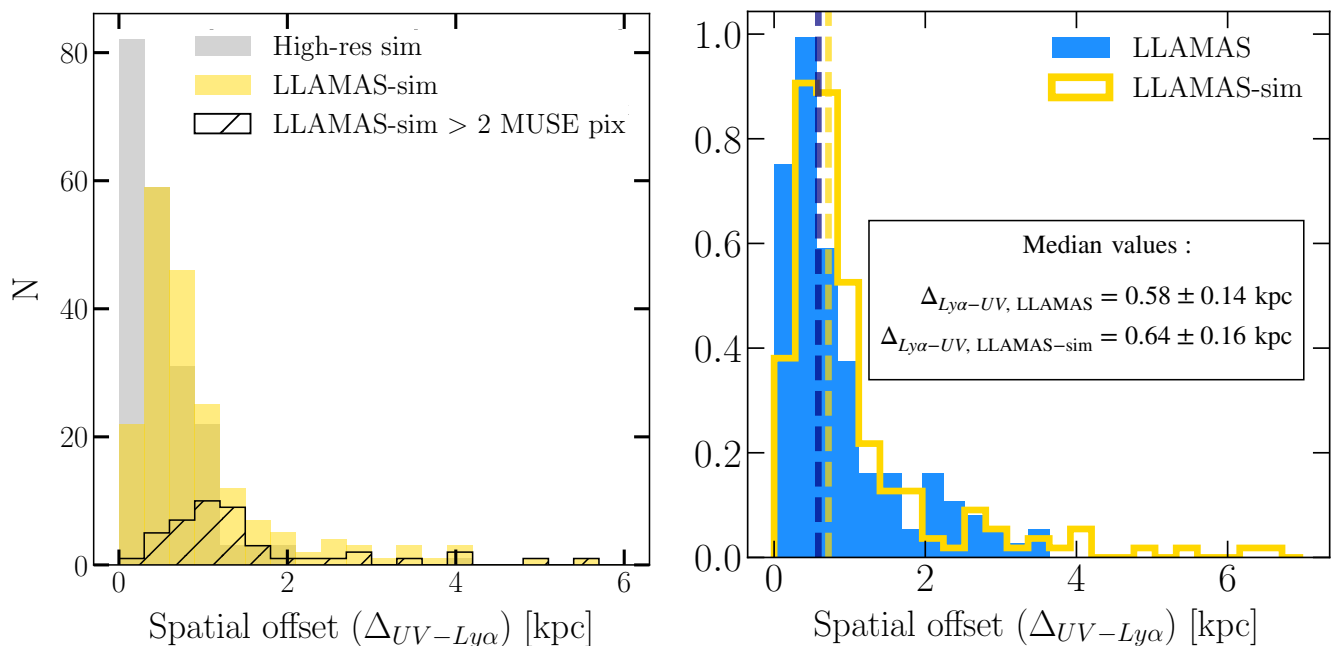 High-res sim
LLAMAS-sim
LLAMAS-sim > 2 MUSE pix
80
60
40
20
0
N
0 2 4 6
Spatial offset (Δ_{UV−Lyα}) [kpc]
LLAMAS
LLAMAS-sim
Median values :
Δ_{Lyα−UV, LLAMAS} = 0.58 ± 0.14 kpc
Δ_{Lyα−UV, LLAMAS−sim} = 0.64 ± 0.16 kpc
1.0
0.8
0.6
0.4
0.2
0.0
0 2 4 6
Spatial offset (Δ_{UV−Lyα}) [kpc]